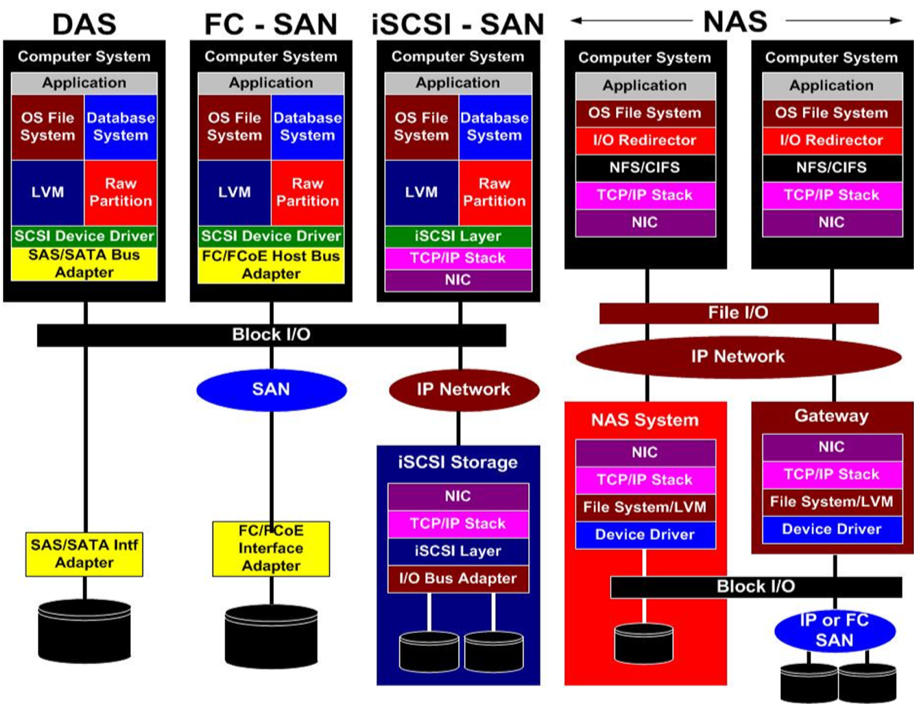 DAS
Computer System
Application
OS File
System
Database
System
LVM
Raw
Partition
SCSI Device Driver
SAS/SATA Bus
Adapter
FC - SAN
Computer System
Application
OS File
System
Database
System
LVM
Raw
Partition
SCSI Device Driver
FC/FCoE Host Bus
Adapter
iSCSI - SAN
Computer System
Application
OS File
System
Database
System
LVM
Raw
Partition
iSCSI Layer
TCP/IP Stack
NIC
NAS
Computer System
Application
OS File System
I/O Redirector
NFS/CIFS
TCP/IP Stack
NIC
Computer System
Application
OS File System
I/O Redirector
NFS/CIFS
TCP/IP Stack
NIC
Block I/O
File I/O
SAN
IP Network
IP Network
SAS/SATA Intf
Adapter
FC/FCoE
Interface
Adapter
iSCSI Storage
NIC
TCP/IP Stack
iSCSI Layer
I/O Bus Adapter
NAS System
NIC
TCP/IP Stack
File System/LVM
Device Driver
Gateway
NIC
TCP/IP Stack
File System/LVM
Device Driver
Block I/O
IP or FC
SAN